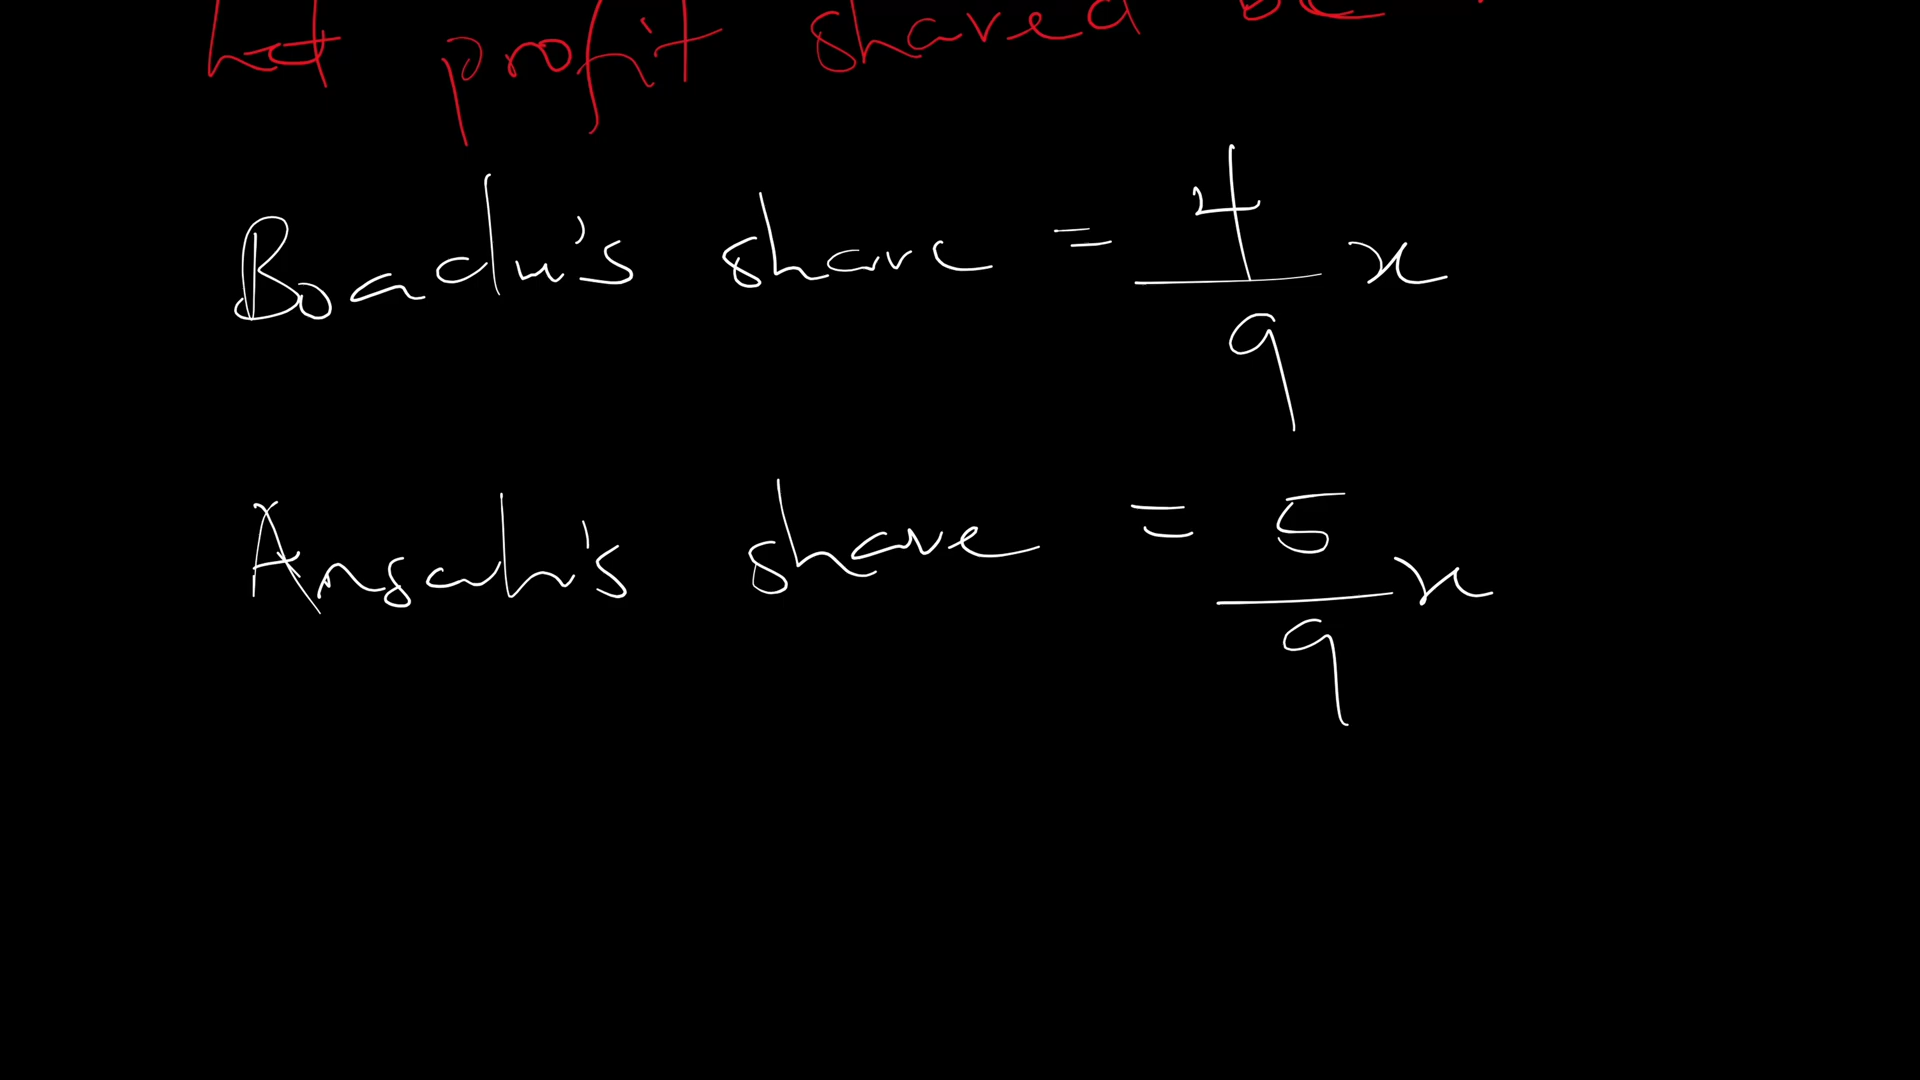 Let profit shared be
Boadu's share = 4/9 x
Ansah's share = 5/9 x